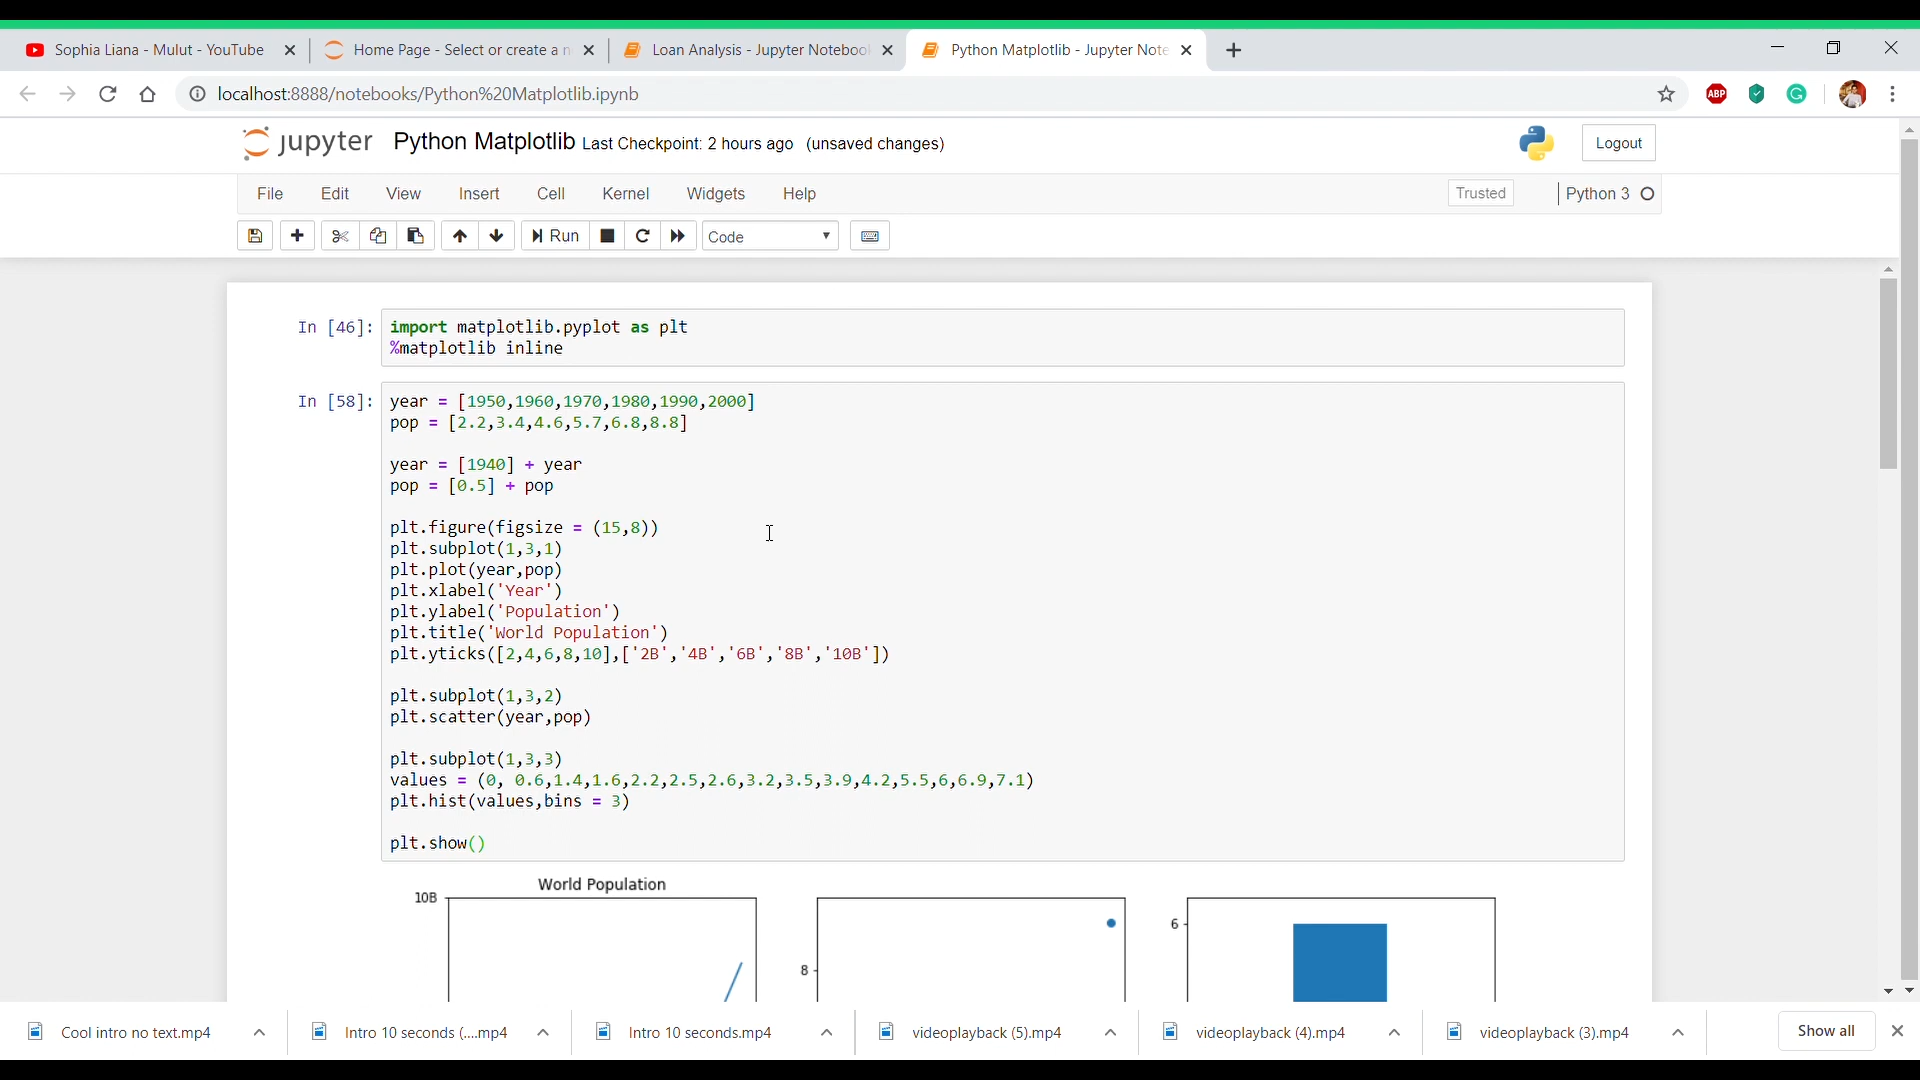 Sophia Liana - Mulut - YouTube
Home Page - Select or create a n
Loan Analysis - Jupyter Noteboo
Python Matplotlib - Jupyter Note
localhost:8888/notebooks/Python%20Matplotlib.ipynb
ABP
jupyter Python Matplotlib Last Checkpoint: 2 hours ago (unsaved changes)
Logout
File Edit View Insert Cell Kernel Widgets Help
Trusted
Python 3
Run
Code
In [46]:
import matplotlib.pyplot as plt
%matplotlib inline
In [58]:
year = [1950,1960,1970,1980,1990,2000]
pop = [2.2,3.4,4.6,5.7,6.8,8.8]
year = [1940] + year
pop = [0.5] + pop
plt.figure(figsize = (15,8))
plt.subplot(1,3,1)
plt.plot(year,pop)
plt.xlabel('Year')
plt.ylabel('Population')
plt.title('World Population')
plt.yticks([2,4,6,8,10],['2B','4B','6B','8B','10B'])
plt.subplot(1,3,2)
plt.scatter(year,pop)
plt.subplot(1,3,3)
values = (0, 0.6,1.4,1.6,2.2,2.5,2.6,3.2,3.5,3.9,4.2,5.5,6,6.9,7.1)
plt.hist(values,bins = 3)
plt.show()
World Population
10B
8
6
Cool intro no text.mp4
Intro 10 seconds (....mp4
Intro 10 seconds.mp4
videoplayback (5).mp4
videoplayback (4).mp4
videoplayback (3).mp4
Show all